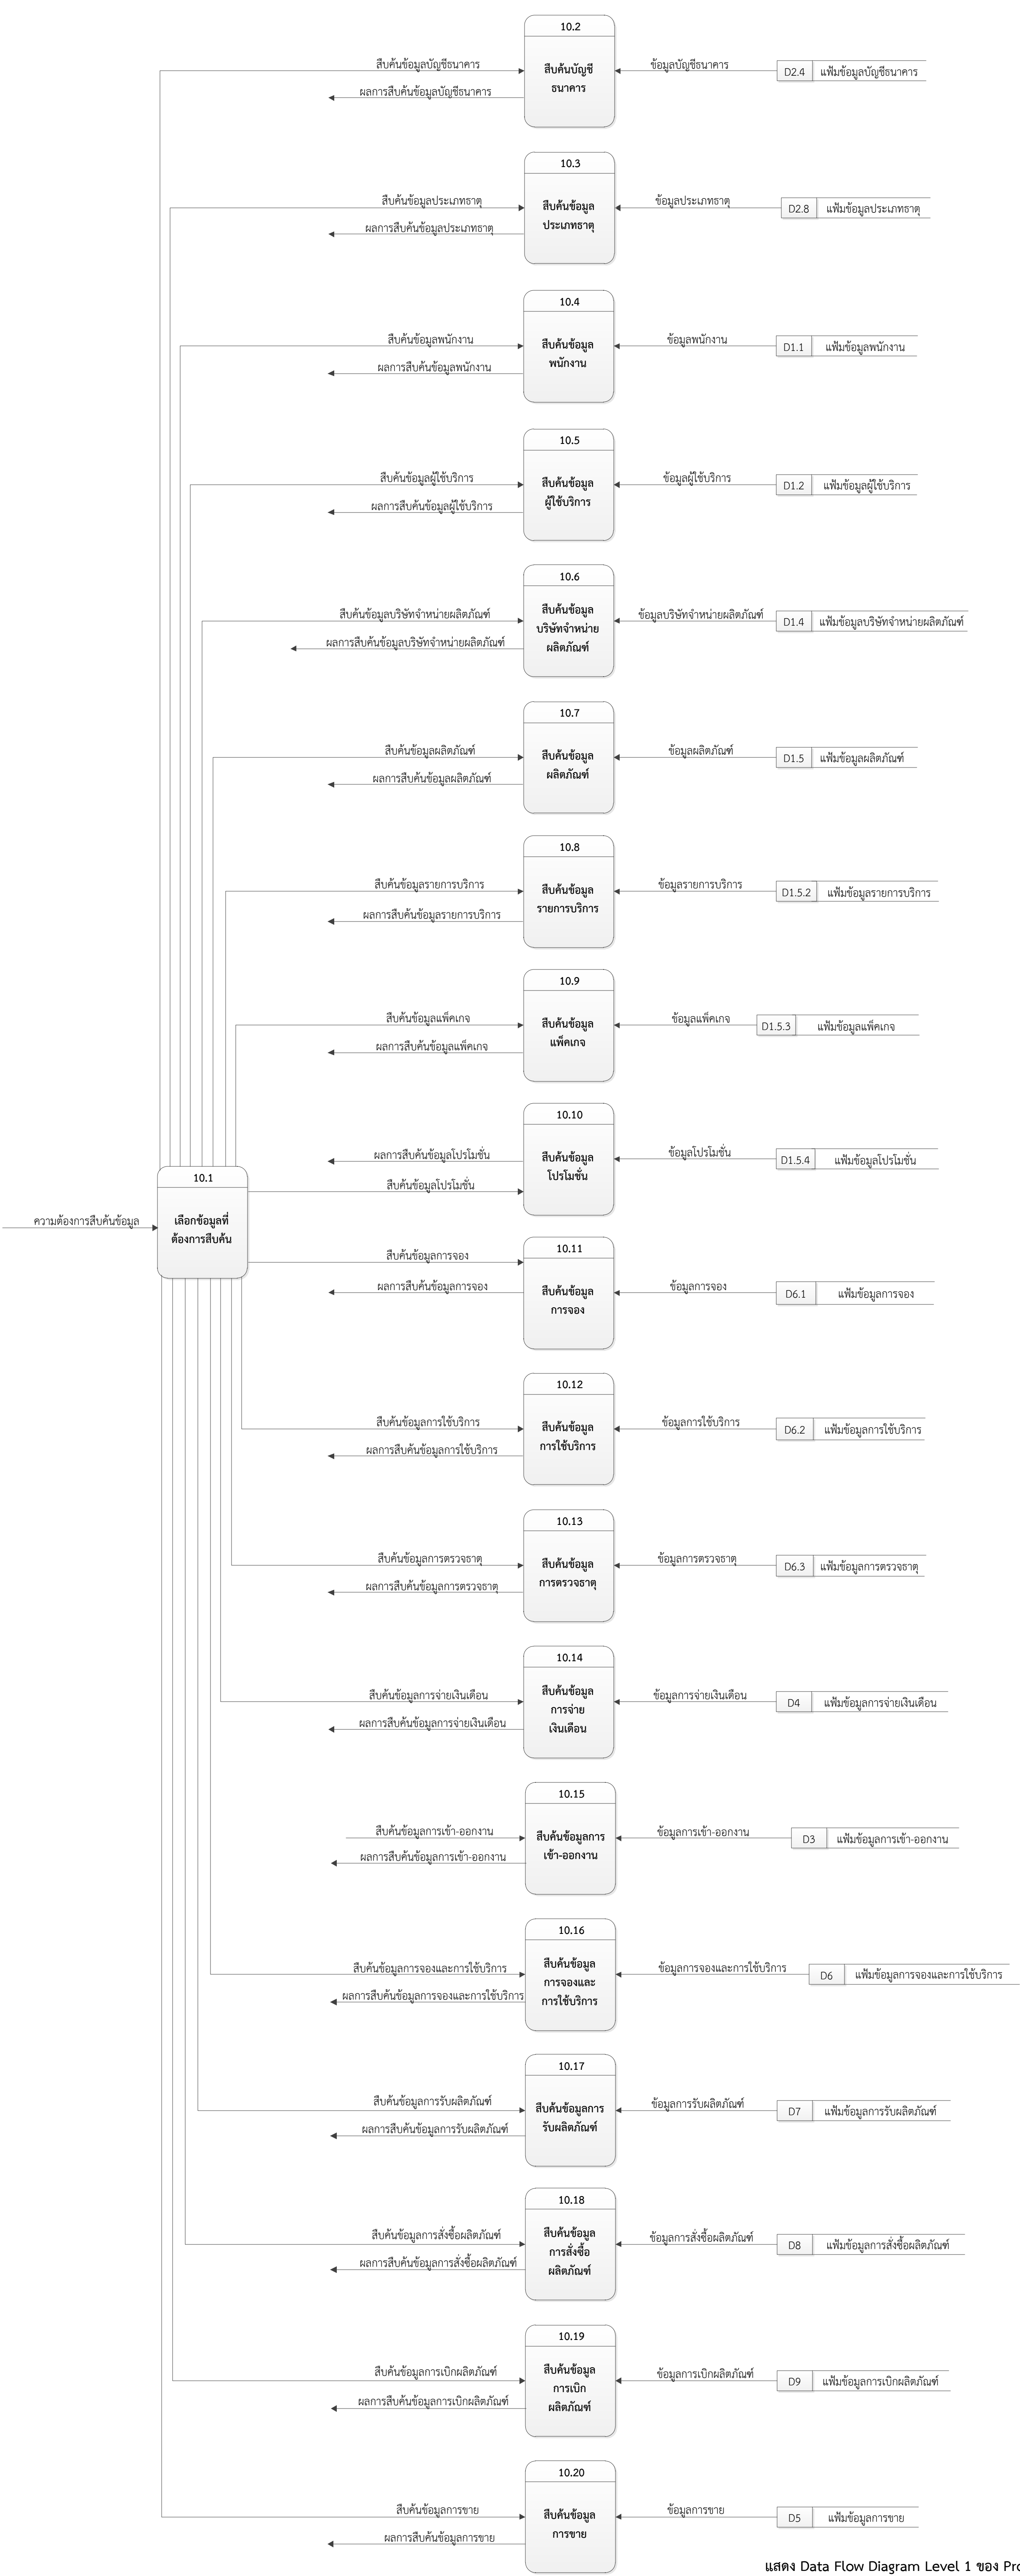 10.2
สืบค้นข้อมูลบัญชีธนาคาร
สืบค้นบัญชี
ธนาคาร
ข้อมูลบัญชีธนาคาร
D2.4
แฟ้มข้อมูลบัญชีธนาคาร
ผลการสืบค้นข้อมูลบัญชีธนาคาร
10.3
สืบค้นข้อมูลประเภทธาตุ
สืบค้นข้อมูล
ประเภทธาตุ
ข้อมูลประเภทธาตุ
D2.8
แฟ้มข้อมูลประเภทธาตุ
ผลการสืบค้นข้อมูลประเภทธาตุ
10.4
สืบค้นข้อมูลพนักงาน
สืบค้นข้อมูล
พนักงาน
ข้อมูลพนักงาน
D1.1
แฟ้มข้อมูลพนักงาน
ผลการสืบค้นข้อมูลพนักงาน
10.5
สืบค้นข้อมูลผู้ใช้บริการ
สืบค้นข้อมูล
ผู้ใช้บริการ
ข้อมูลผู้ใช้บริการ
D1.2
แฟ้มข้อมูลผู้ใช้บริการ
ผลการสืบค้นข้อมูลผู้ใช้บริการ
10.6
สืบค้นข้อมูลบริษัทจำหน่ายผลิตภัณฑ์
สืบค้นข้อมูล
บริษัทจำหน่าย
ผลิตภัณฑ์
ข้อมูลบริษัทจำหน่ายผลิตภัณฑ์
D1.4
แฟ้มข้อมูลบริษัทจำหน่ายผลิตภัณฑ์
ผลการสืบค้นข้อมูลบริษัทจำหน่ายผลิตภัณฑ์
10.7
สืบค้นข้อมูลผลิตภัณฑ์
สืบค้นข้อมูล
ผลิตภัณฑ์
ข้อมูลผลิตภัณฑ์
D1.5
แฟ้มข้อมูลผลิตภัณฑ์
ผลการสืบค้นข้อมูลผลิตภัณฑ์
10.8
สืบค้นข้อมูลรายการบริการ
สืบค้นข้อมูล
รายการบริการ
ข้อมูลรายการบริการ
D1.5.2
แฟ้มข้อมูลรายการบริการ
ผลการสืบค้นข้อมูลรายการบริการ
10.9
สืบค้นข้อมูลแพ็คเกจ
สืบค้นข้อมูล
แพ็คเกจ
ข้อมูลแพ็คเกจ
D1.5.3
แฟ้มข้อมูลแพ็คเกจ
ผลการสืบค้นข้อมูลแพ็คเกจ
10.10
ผลการสืบค้นข้อมูลโปรโมชั่น
สืบค้นข้อมูล
โปรโมชั่น
ข้อมูลโปรโมชั่น
D1.5.4
แฟ้มข้อมูลโปรโมชั่น
สืบค้นข้อมูลโปรโมชั่น
10.1
เลือกข้อมูลที่
ต้องการสืบค้น
ความต้องการสืบค้นข้อมูล
10.11
สืบค้นข้อมูลการจอง
สืบค้นข้อมูล
การจอง
ผลการสืบค้นข้อมูลการจอง
ข้อมูลการจอง
D6.1
แฟ้มข้อมูลการจอง
10.12
สืบค้นข้อมูลการใช้บริการ
สืบค้นข้อมูล
การใช้บริการ
ข้อมูลการใช้บริการ
D6.2
แฟ้มข้อมูลการใช้บริการ
ผลการสืบค้นข้อมูลการใช้บริการ
10.13
สืบค้นข้อมูลการตรวจธาตุ
สืบค้นข้อมูล
การตรวจธาตุ
ข้อมูลการตรวจธาตุ
D6.3
แฟ้มข้อมูลการตรวจธาตุ
ผลการสืบค้นข้อมูลการตรวจธาตุ
10.14
สืบค้นข้อมูลการจ่ายเงินเดือน
สืบค้นข้อมูล
การจ่าย
เงินเดือน
ข้อมูลการจ่ายเงินเดือน
D4
แฟ้มข้อมูลการจ่ายเงินเดือน
ผลการสืบค้นข้อมูลการจ่ายเงินเดือน
10.15
สืบค้นข้อมูลการเข้า-ออกงาน
สืบค้นข้อมูลการ
เข้า-ออกงาน
ข้อมูลการเข้า-ออกงาน
D3
แฟ้มข้อมูลการเข้า-ออกงาน
ผลการสืบค้นข้อมูลการเข้า-ออกงาน
10.16
สืบค้นข้อมูลการจองและการใช้บริการ
สืบค้นข้อมูล
การจองและ
การใช้บริการ
ข้อมูลการจองและการใช้บริการ
D6
แฟ้มข้อมูลการจองและการใช้บริการ
ผลการสืบค้นข้อมูลการจองและการใช้บริการ
10.17
สืบค้นข้อมูลการรับผลิตภัณฑ์
สืบค้นข้อมูลการ
รับผลิตภัณฑ์
ข้อมูลการรับผลิตภัณฑ์
D7
แฟ้มข้อมูลการรับผลิตภัณฑ์
ผลการสืบค้นข้อมูลการรับผลิตภัณฑ์
10.18
สืบค้นข้อมูลการสั่งซื้อผลิตภัณฑ์
สืบค้นข้อมูล
การสั่งซื้อ
ผลิตภัณฑ์
ข้อมูลการสั่งซื้อผลิตภัณฑ์
D8
แฟ้มข้อมูลการสั่งซื้อผลิตภัณฑ์
ผลการสืบค้นข้อมูลการสั่งซื้อผลิตภัณฑ์
10.19
สืบค้นข้อมูลการเบิกผลิตภัณฑ์
สืบค้นข้อมูล
การเบิก
ผลิตภัณฑ์
ข้อมูลการเบิกผลิตภัณฑ์
D9
แฟ้มข้อมูลการเบิกผลิตภัณฑ์
ผลการสืบค้นข้อมูลการเบิกผลิตภัณฑ์
10.20
สืบค้นข้อมูลการขาย
สืบค้นข้อมูล
การขาย
ข้อมูลการขาย
D5
แฟ้มข้อมูลการขาย
ผลการสืบค้นข้อมูลการขาย
แสดง Data Flow Diagram Level 1 ของ